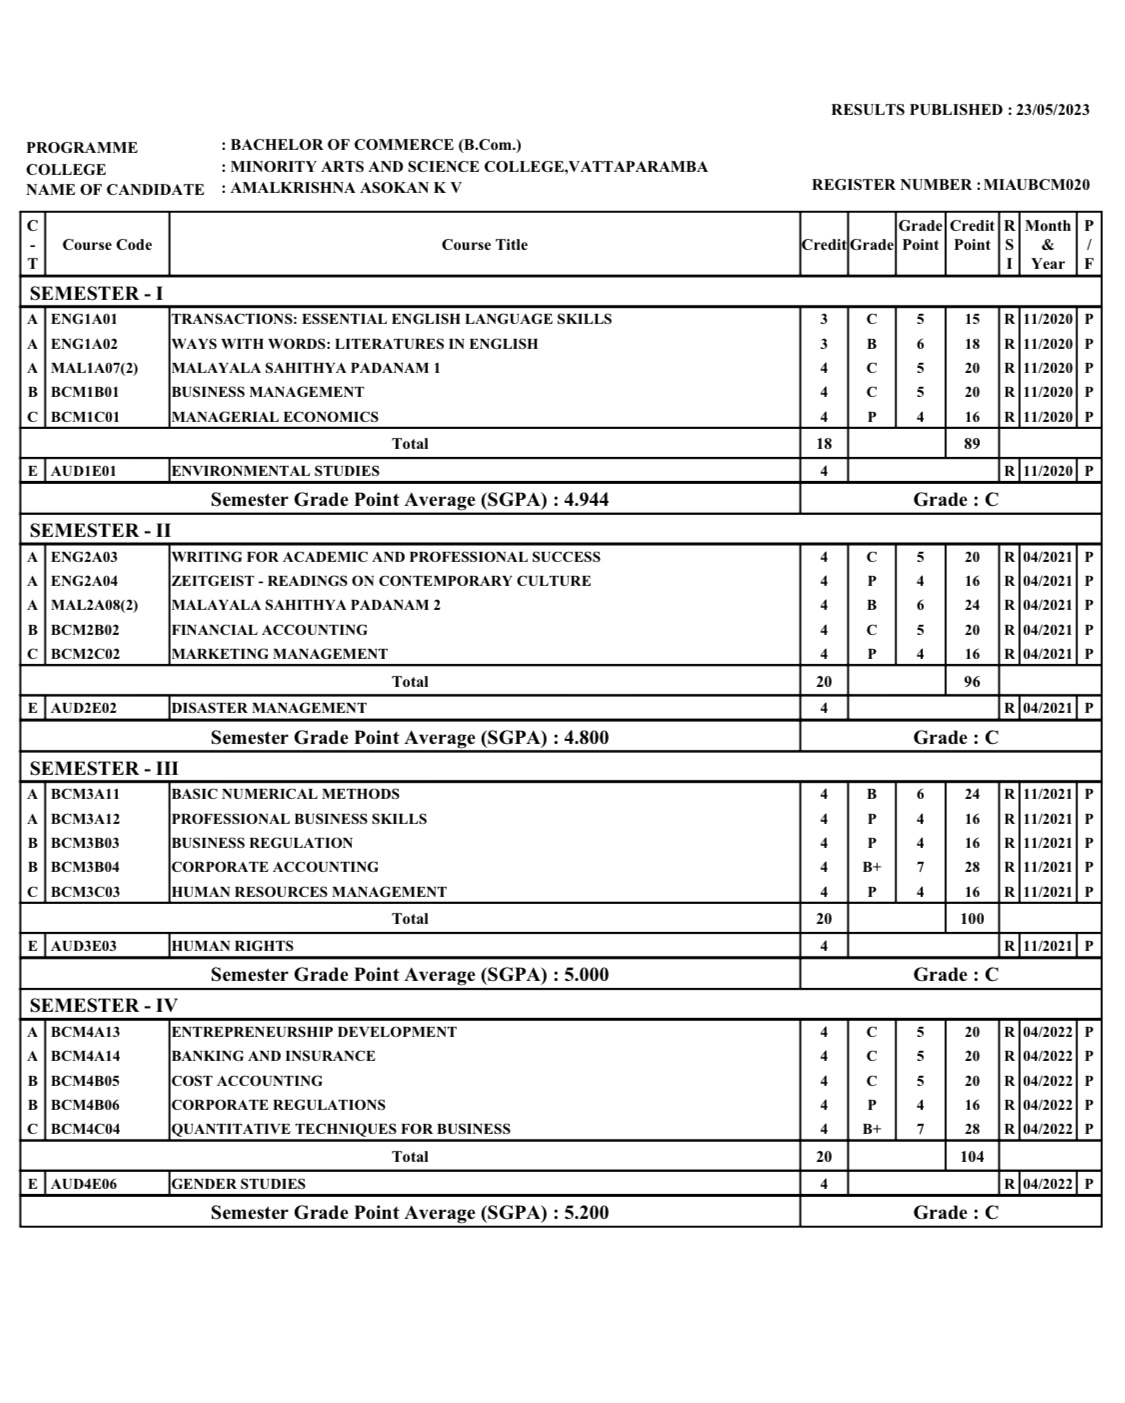 RESULTS PUBLISHED : 23/05/2023
PROGRAMME : BACHELOR OF COMMERCE (B.Com.)
COLLEGE : MINORITY ARTS AND SCIENCE COLLEGE,VATTAPARAMBA
NAME OF CANDIDATE : AMALKRISHNA ASOKAN K V REGISTER NUMBER : MIAUBCM020
C - T Course Code Course Title Credit Grade Grade Point Credit Point R S I Month & Year P / F
SEMESTER - I
A ENG1A01 TRANSACTIONS: ESSENTIAL ENGLISH LANGUAGE SKILLS 3 C 5 15 R 11/2020 P
A ENG1A02 WAYS WITH WORDS: LITERATURES IN ENGLISH 3 B 6 18 R 11/2020 P
A MAL1A07(2) MALAYALA SAHITHYA PADANAM 1 4 C 5 20 R 11/2020 P
B BCM1B01 BUSINESS MANAGEMENT 4 C 5 20 R 11/2020 P
C BCM1C01 MANAGERIAL ECONOMICS 4 P 4 16 R 11/2020 P
Total 18 89
E AUD1E01 ENVIRONMENTAL STUDIES 4 R 11/2020 P
Semester Grade Point Average (SGPA) : 4.944 Grade : C
SEMESTER - II
A ENG2A03 WRITING FOR ACADEMIC AND PROFESSIONAL SUCCESS 4 C 5 20 R 04/2021 P
A ENG2A04 ZEITGEIST - READINGS ON CONTEMPORARY CULTURE 4 P 4 16 R 04/2021 P
A MAL2A08(2) MALAYALA SAHITHYA PADANAM 2 4 B 6 24 R 04/2021 P
B BCM2B02 FINANCIAL ACCOUNTING 4 C 5 20 R 04/2021 P
C BCM2C02 MARKETING MANAGEMENT 4 P 4 16 R 04/2021 P
Total 20 96
E AUD2E02 DISASTER MANAGEMENT 4 R 04/2021 P
Semester Grade Point Average (SGPA) : 4.800 Grade : C
SEMESTER - III
A BCM3A11 BASIC NUMERICAL METHODS 4 B 6 24 R 11/2021 P
A BCM3A12 PROFESSIONAL BUSINESS SKILLS 4 P 4 16 R 11/2021 P
B BCM3B03 BUSINESS REGULATION 4 P 4 16 R 11/2021 P
B BCM3B04 CORPORATE ACCOUNTING 4 B+ 7 28 R 11/2021 P
C BCM3C03 HUMAN RESOURCES MANAGEMENT 4 P 4 16 R 11/2021 P
Total 20 100
E AUD3E03 HUMAN RIGHTS 4 R 11/2021 P
Semester Grade Point Average (SGPA) : 5.000 Grade : C
SEMESTER - IV
A BCM4A13 ENTREPRENEURSHIP DEVELOPMENT 4 C 5 20 R 04/2022 P
A BCM4A14 BANKING AND INSURANCE 4 C 5 20 R 04/2022 P
B BCM4B05 COST ACCOUNTING 4 C 5 20 R 04/2022 P
B BCM4B06 CORPORATE REGULATIONS 4 P 4 16 R 04/2022 P
C BCM4C04 QUANTITATIVE TECHNIQUES FOR BUSINESS 4 B+ 7 28 R 04/2022 P
Total 20 104
E AUD4E06 GENDER STUDIES 4 R 04/2022 P
Semester Grade Point Average (SGPA) : 5.200 Grade : C